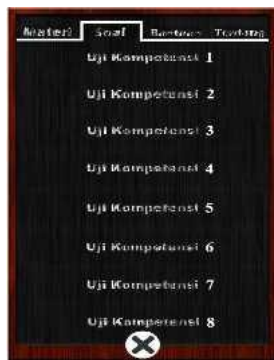 Materi Soal Bantuan Tentang
Uji Kompetensi 1
Uji Kompetensi 2
Uji Kompetensi 3
Uji Kompetensi 4
Uji Kompetensi 5
Uji Kompetensi 6
Uji Kompetensi 7
Uji Kompetensi 8